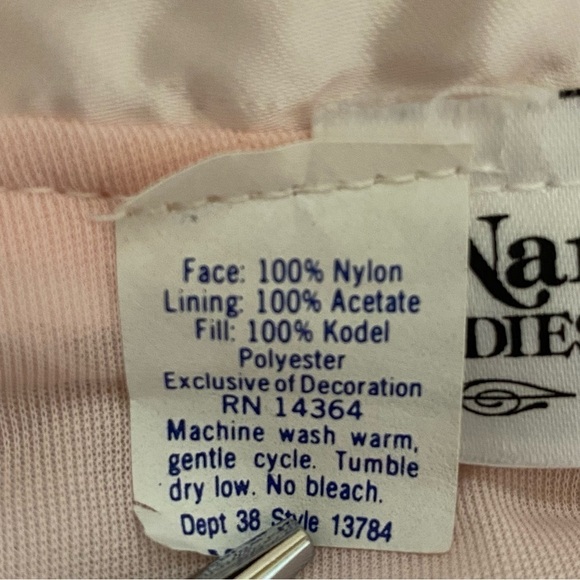 Face: 100% Nylon
Lining: 100% Acetate
Fill: 100% Kodel
Polyester
Exclusive of Decoration
RN 14364
Machine wash warm,
gentle cycle. Tumble
dry low. No bleach.
Dept 38 Style 13784